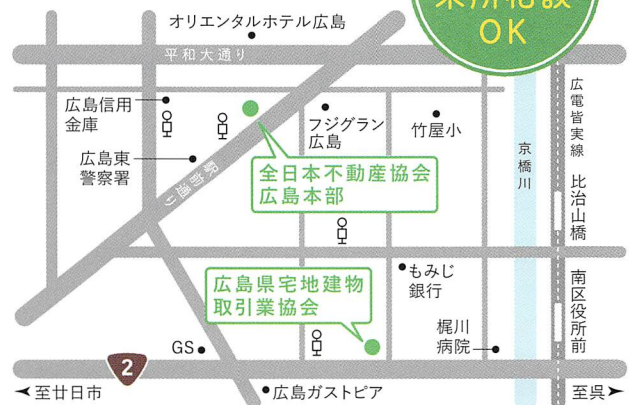 来所相談
OK
オリエンタルホテル広島
平和大通り
広島信用
金庫
フジグラン
広島
竹屋小
広電皆実線
京橋川
広島東
警察署
駅前通り
全日本不動産協会
広島本部
比治山橋
もみじ
銀行
広島県宅地建物
取引業協会
南区役所前
梶川
病院
GS
2
至廿日市
広島ガストピア
至呉